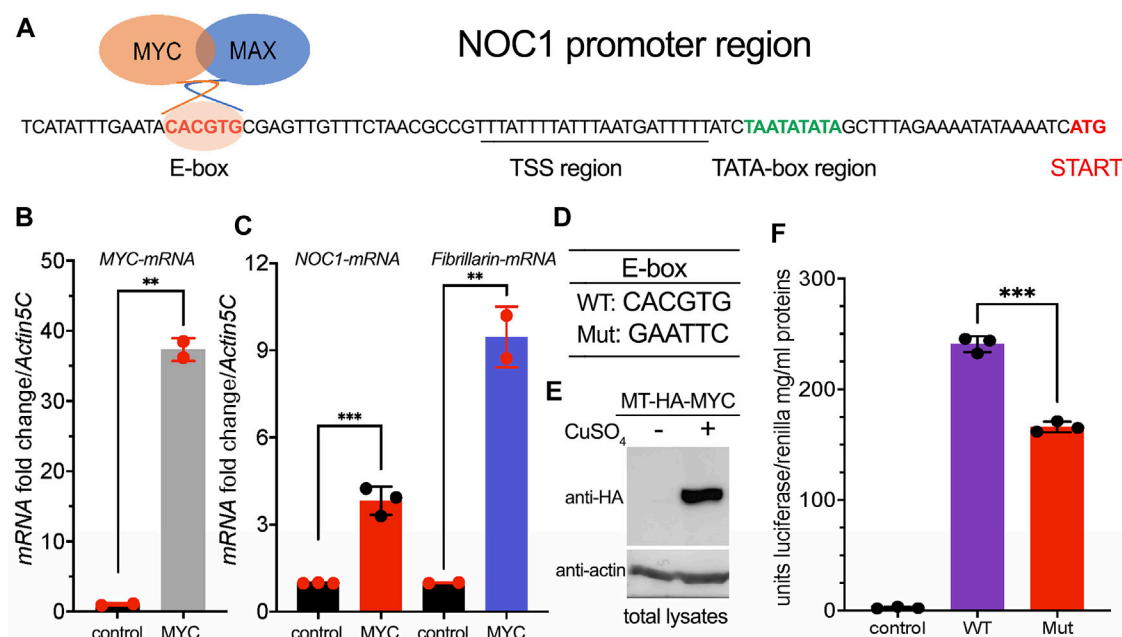 A
MYC
MAX
NOC1 promoter region
TCATATTTGAATACACGTGCGAGTTGTTTCTAACGCCGTTTATTTTATTTAATGATTTTTATCTAATATATAGCTTTAGAAAATATAAAATCATG
E-box
TSS region
TATA-box region
START
B
MYC-mRNA
**
mRNA fold change/Actin5C
50
40
30
20
10
0
control
MYC
C
NOC1-mRNA
Fibrillarin-mRNA
***
**
mRNA fold change/Actin5C
12
9
6
3
0
control
MYC
control
MYC
D
E-box
WT: CACGTG
Mut: GAATTC
E
MT-HA-MYC
CuSO4 - +
anti-HA
anti-actin
total lysates
F
***
units luciferase/renilla mg/ml proteins
300
200
100
0
control
WT
Mut